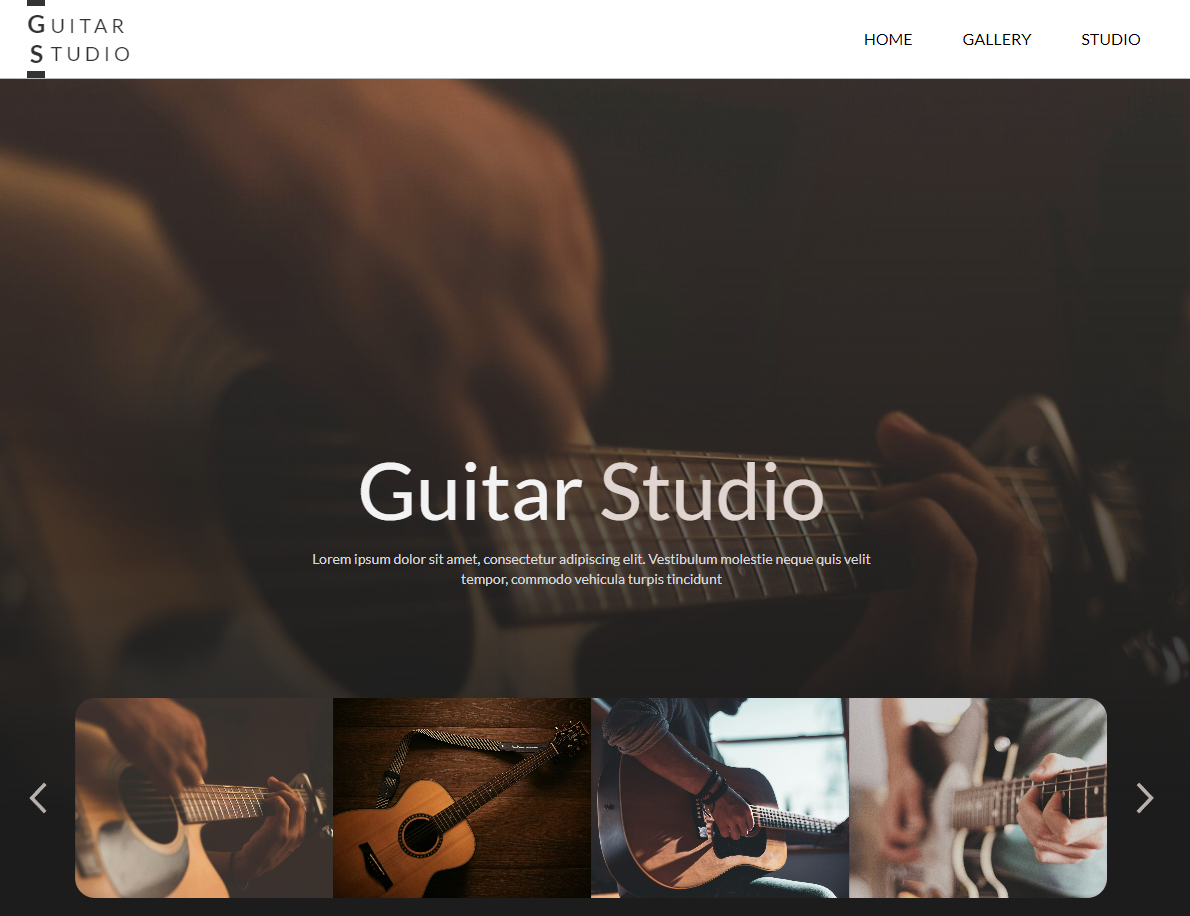 GUITAR
STUDIO
HOME GALLERY STUDIO
Guitar Studio
Lorem ipsum dolor sit amet, consectetur adipiscing elit. Vestibulum molestie neque quis velit
tempor, commodo vehicula turpis tincidunt